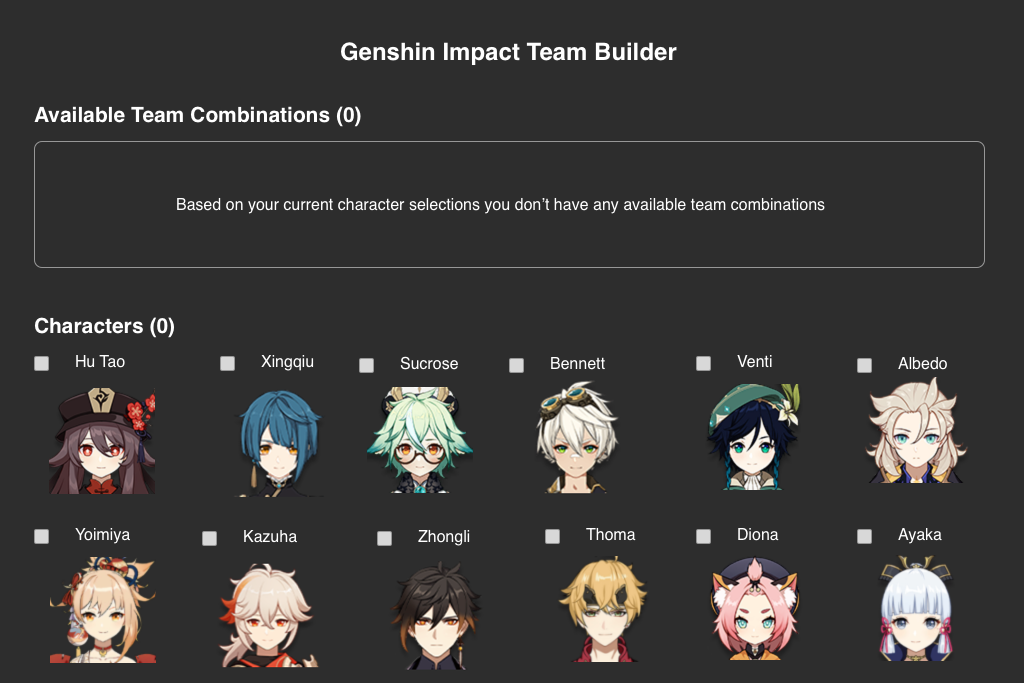 Genshin Impact Team Builder
Available Team Combinations (0)
Based on your current character selections you don’t have any available team combinations
Characters (0)
Hu Tao
Xingqiu
Sucrose
Bennett
Venti
Albedo
Yoimiya
Kazuha
Zhongli
Thoma
Diona
Ayaka